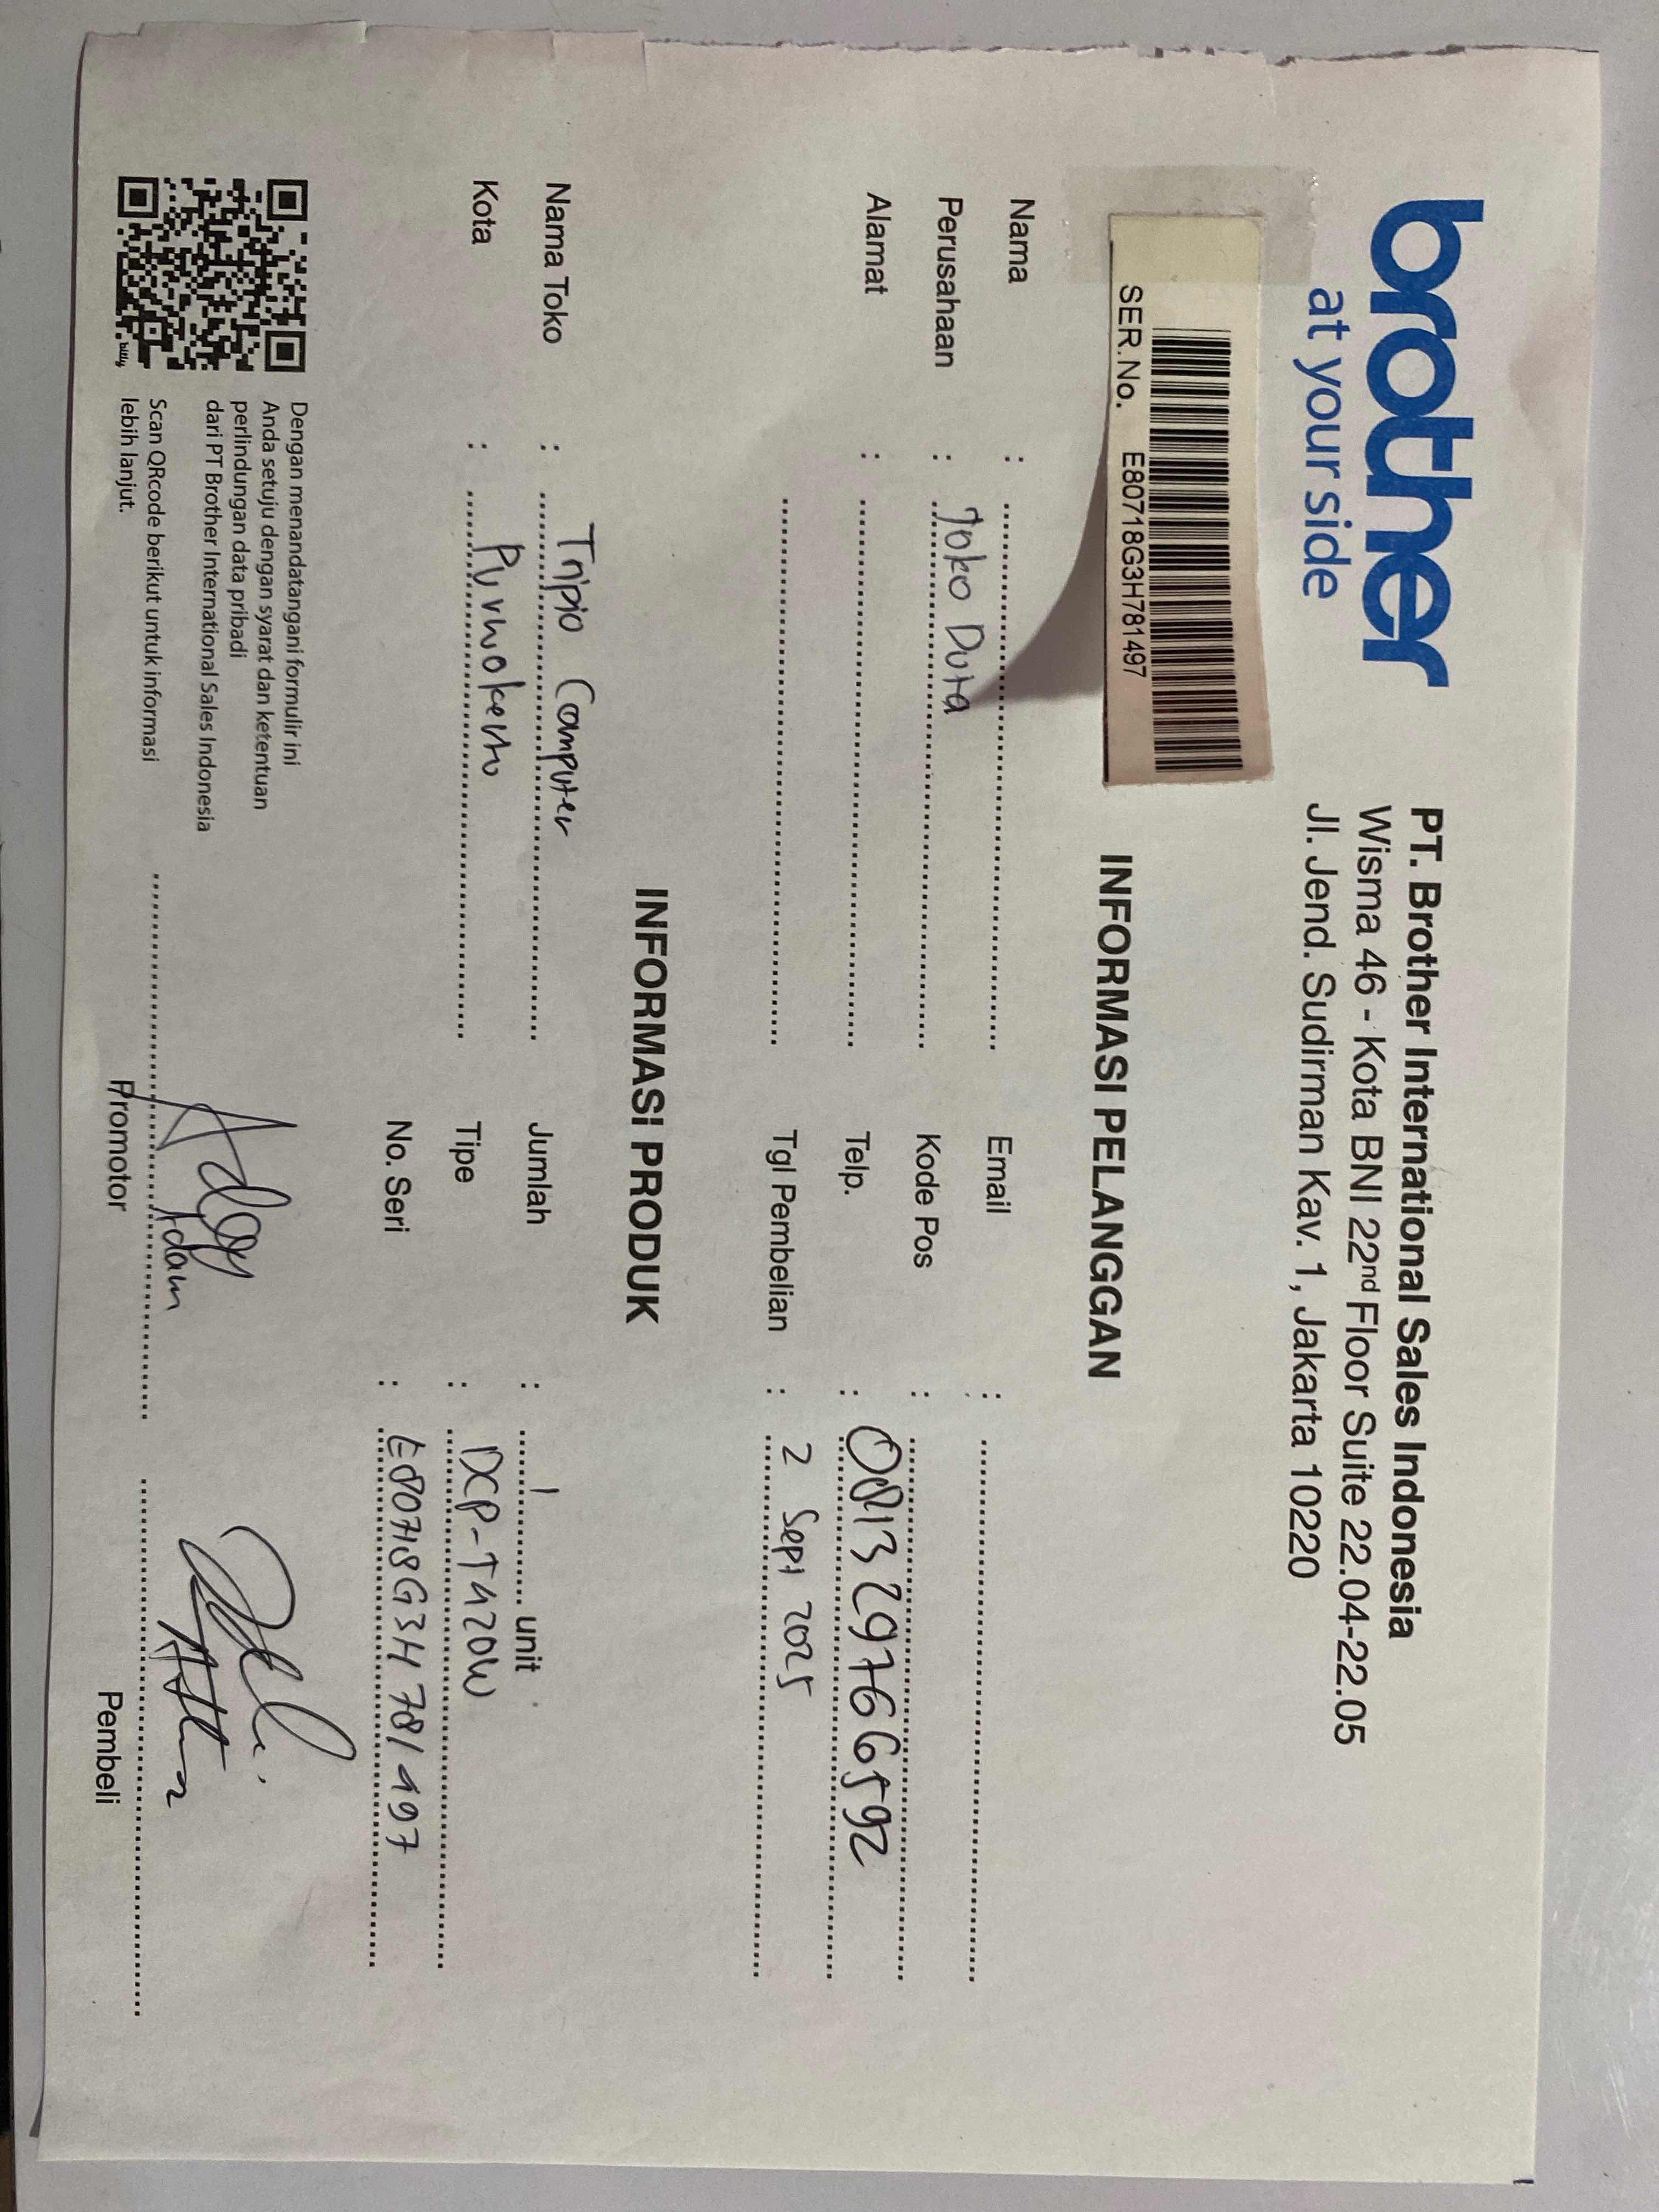 brother
at your side
PT. Brother International Sales Indonesia
Wisma 46 - Kota BNI 22nd Floor Suite 22.04-22.05
Jl. Jend. Sudirman Kav. 1, Jakarta 10220
SER.No. E80718G3H781497
INFORMASI PELANGGAN
Nama :
Email :
Perusahaan : Toko Duta
Kode Pos :
Alamat :
Telp. : 081329766592
Tgl Pembelian : 2 Sept 2025
INFORMASI PRODUK
Nama Toko : Tripio Computer
Jumlah : 1 unit
Kota : Purwokerto
Tipe : DCP-T420W
No. Seri : E80718G3H781497
Dengan menandatangani formulir ini
Anda setuju dengan syarat dan ketentuan
perlindungan data pribadi
dari PT Brother International Sales Indonesia
Scan QRcode berikut untuk informasi
lebih lanjut.
bitly
Adam
Promotor
Pembeli